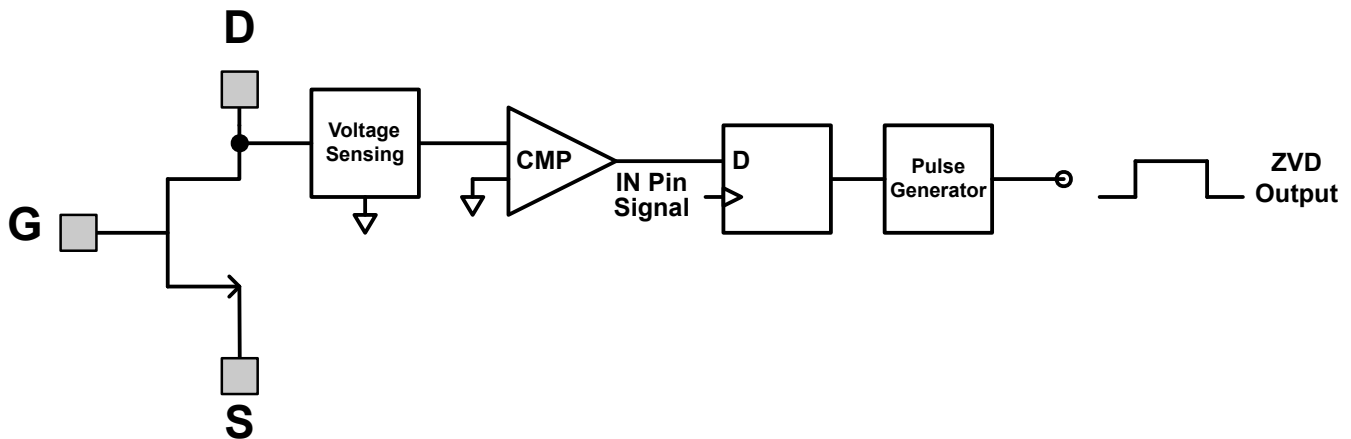 D
Voltage
Sensing
CMP
IN Pin
Signal
D
Pulse
Generator
ZVD
Output
G
S